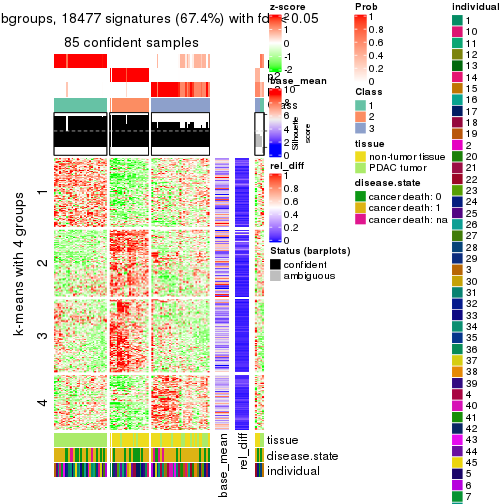 bgroups, 18477 signatures (67.4%) with fd 0.05
85 confident samples
p2
Class
Silhouette
score
k-means with 4 groups
1
2
3
4
tissue
disease.state
individual
base_mean
rel_diff
z-score
2
1
0
-1
-2
base_mean
10
8
6
4
2
0
rel_diff
1
0.8
0.6
0.4
0.2
0
Status (barplots)
confident
ambiguous
Prob
1
0.8
0.6
0.4
0.2
0
Class
1
2
3
tissue
non-tumor tissue
PDAC tumor
disease.state
cancer death: 0
cancer death: 1
cancer death: na
individual
1
10
11
12
13
14
15
16
17
18
19
2
20
21
22
23
24
25
26
27
28
29
3
30
31
32
33
34
35
36
37
38
39
4
40
41
42
43
44
45
5
6
7